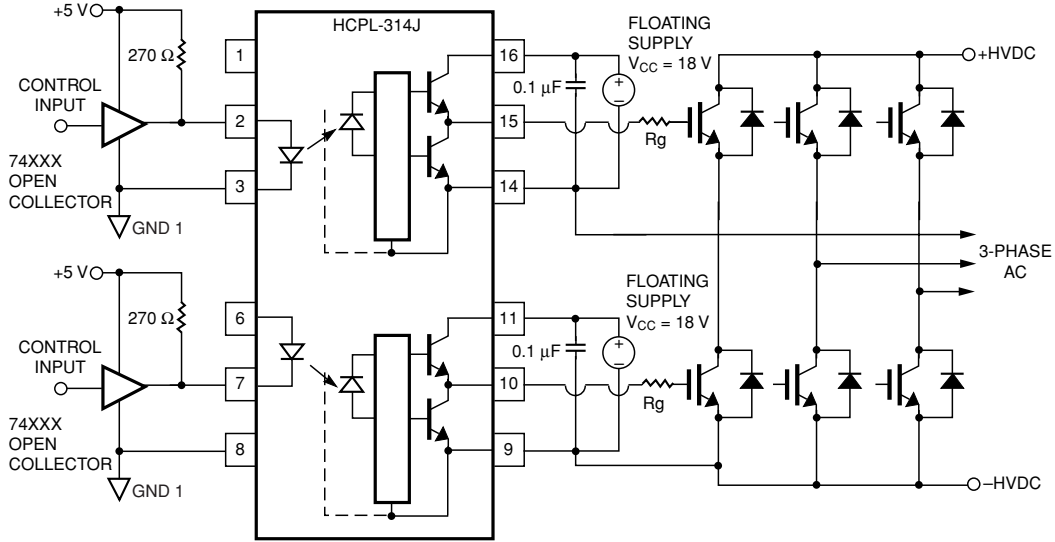 HCPL-314J
+5 V
270 Ω
CONTROL
INPUT
74XXX
OPEN
COLLECTOR
GND 1
1
2
3
16
15
14
0.1 µF
FLOATING
SUPPLY
VCC = 18 V
+
–
Rg
+HVDC
3-PHASE
AC
+5 V
270 Ω
CONTROL
INPUT
74XXX
OPEN
COLLECTOR
GND 1
6
7
8
11
10
9
0.1 µF
FLOATING
SUPPLY
VCC = 18 V
+
–
Rg
–HVDC